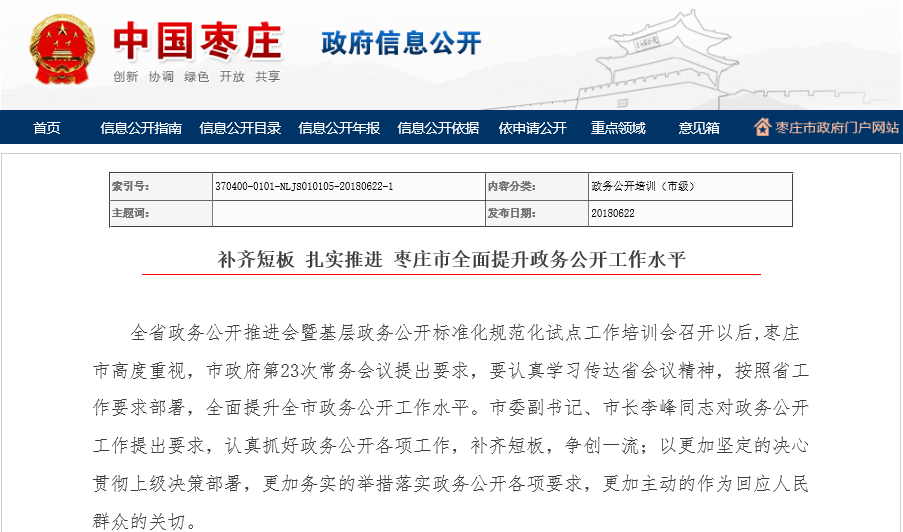 中国枣庄
政府信息公开
创新 协调 绿色 开放 共享
首页 信息公开指南 信息公开目录 信息公开年报 信息公开依据 依申请公开 重点领域 意见箱 枣庄市政府门户网站
索引号: 370400-0101-NLJS010105-20180622-1 内容分类: 政务公开培训（市级）
主题词: 发布日期: 20180622
补齐短板 扎实推进 枣庄市全面提升政务公开工作水平
全省政务公开推进会暨基层政务公开标准化规范化试点工作培训会召开以后,枣庄
市高度重视，市政府第23次常务会议提出要求，要认真学习传达省会议精神，按照省工
作要求部署，全面提升全市政务公开工作水平。市委副书记、市长李峰同志对政务公开
工作提出要求，认真抓好政务公开各项工作，补齐短板，争创一流；以更加坚定的决心
贯彻上级决策部署，更加务实的举措落实政务公开各项要求，更加主动的作为回应人民
群众的关切。